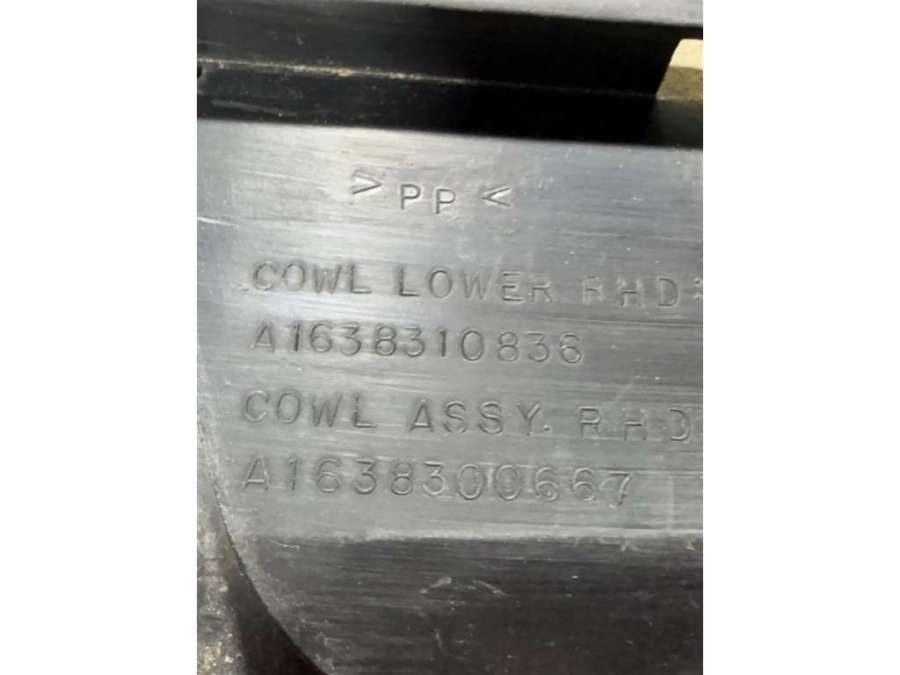 >PP<
COWL LOWER RHD:
A1638310836
COWL ASSY. RHD
A1638300667